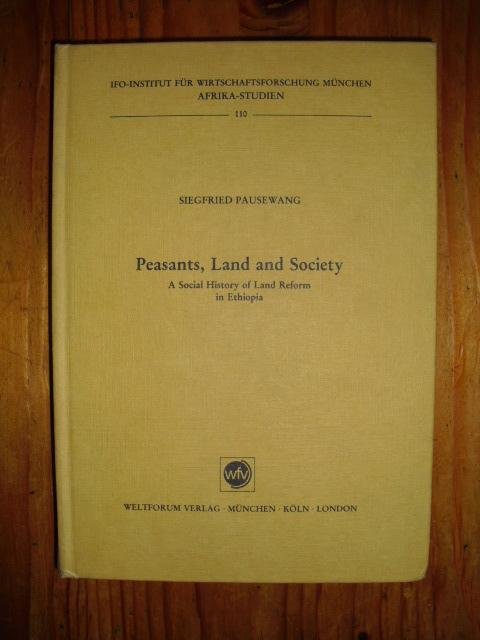 IFO-INSTITUT FÜR WIRTSCHAFTSFORSCHUNG MÜNCHEN
AFRIKA-STUDIEN
110
SIEGFRIED PAUSEWANG
Peasants, Land and Society
A Social History of Land Reform
in Ethiopia
wfv
WELTFORUM VERLAG · MÜNCHEN · KÖLN · LONDON